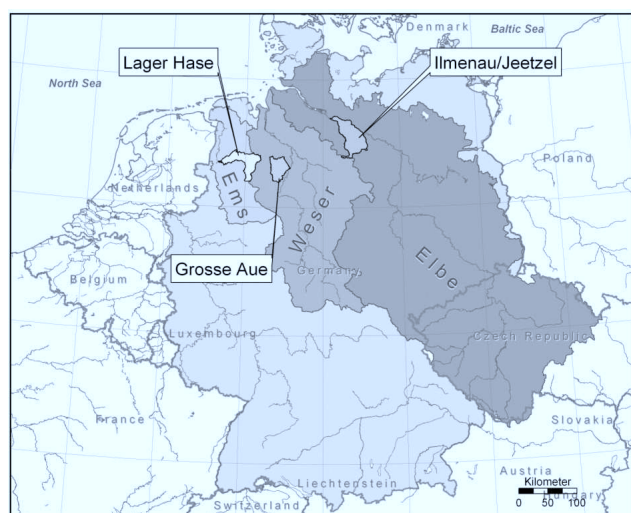 Denmark
Baltic Sea
Lager Hase
Ilmenau/Jeetzel
North Sea
Poland
Netherlands
Ems
Weser
Elbe
Grosse Aue
Germany
Belgium
Luxembourg
Czech Republic
France
Slovakia
Austria
Liechtenstein
Kilometer
Hungary
0 50 100
Switzerland